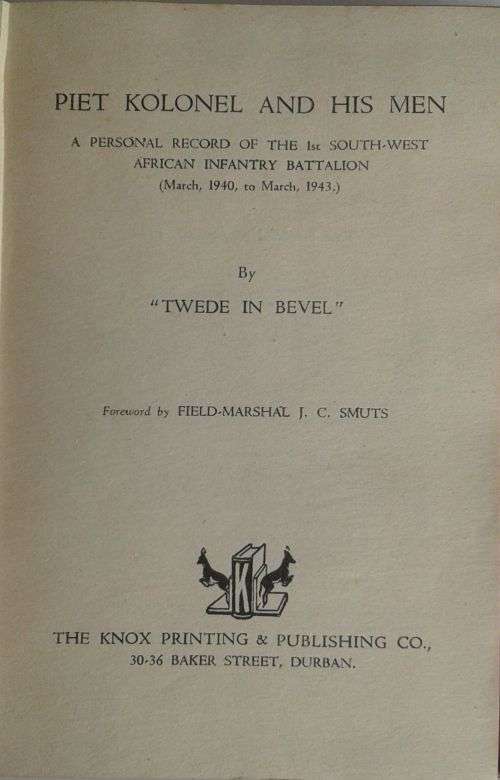 PIET KOLONEL AND HIS MEN
A PERSONAL RECORD OF THE 1st SOUTH-WEST
AFRICAN INFANTRY BATTALION
(March, 1940, to March, 1943.)
By
"TWEDE IN BEVEL"
Foreword by FIELD-MARSHAL J. C. SMUTS
K
THE KNOX PRINTING & PUBLISHING CO.,
30-36 BAKER STREET, DURBAN.